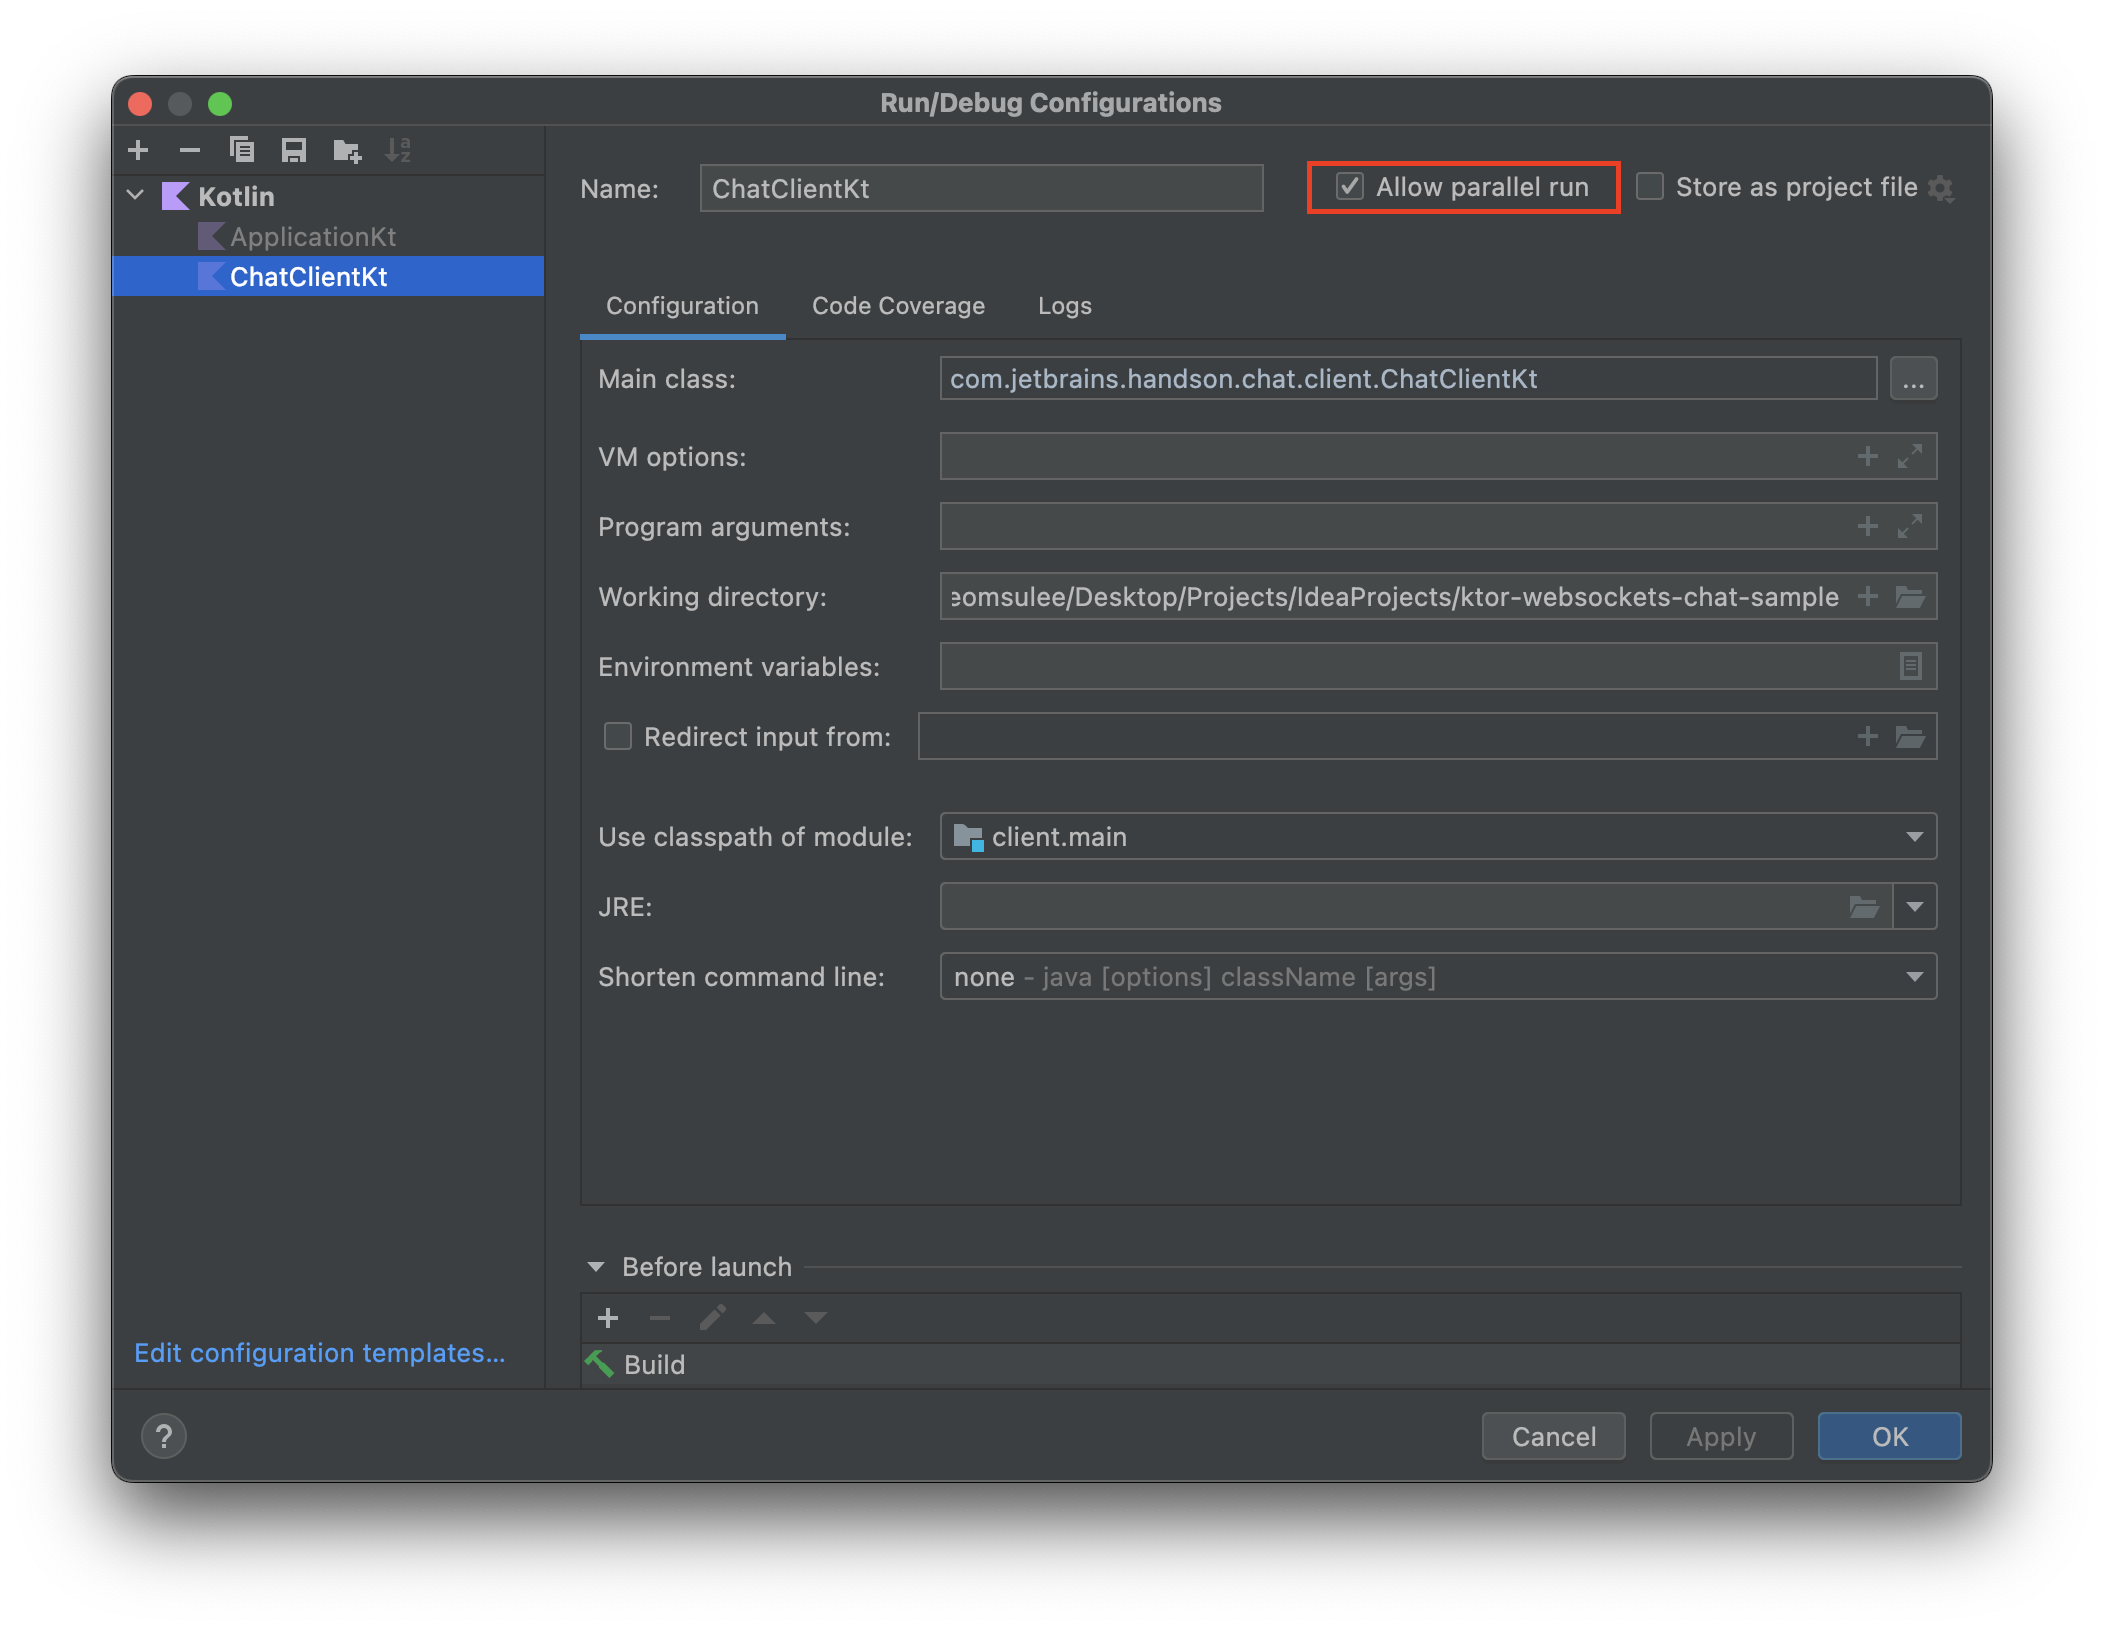 Run/Debug Configurations
Kotlin
ApplicationKt
ChatClientKt
Name: ChatClientKt
Allow parallel run
Store as project file
Configuration Code Coverage Logs
Main class: com.jetbrains.handson.chat.client.ChatClientKt ...
VM options:
Program arguments:
Working directory: eomsulee/Desktop/Projects/IdeaProjects/ktor-websockets-chat-sample
Environment variables:
Redirect input from:
Use classpath of module: client.main
JRE:
Shorten command line: none - java [options] className [args]
Before launch
Build
Edit configuration templates...
? Cancel Apply OK